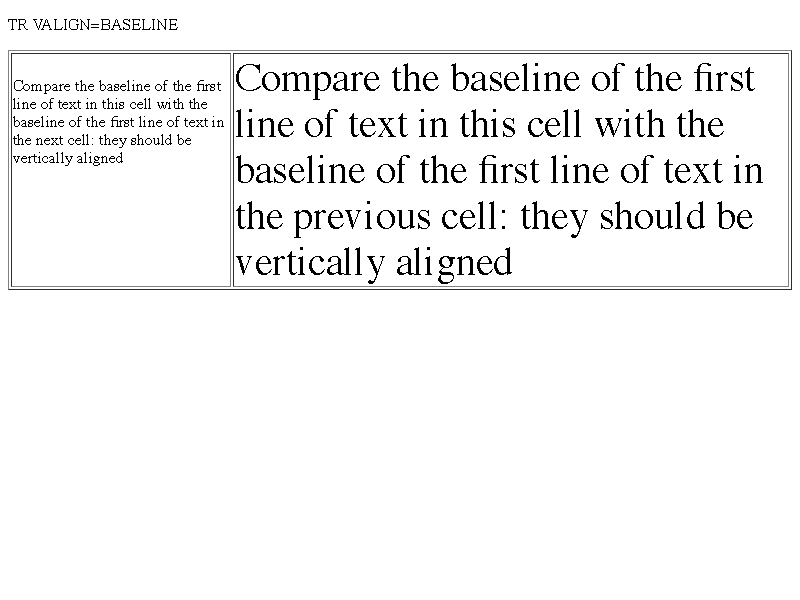 TR VALIGN=BASELINE
Compare the baseline of the first
line of text in this cell with the
baseline of the first line of text in
the next cell: they should be
vertically aligned
Compare the baseline of the first
line of text in this cell with the
baseline of the first line of text in
the previous cell: they should be
vertically aligned